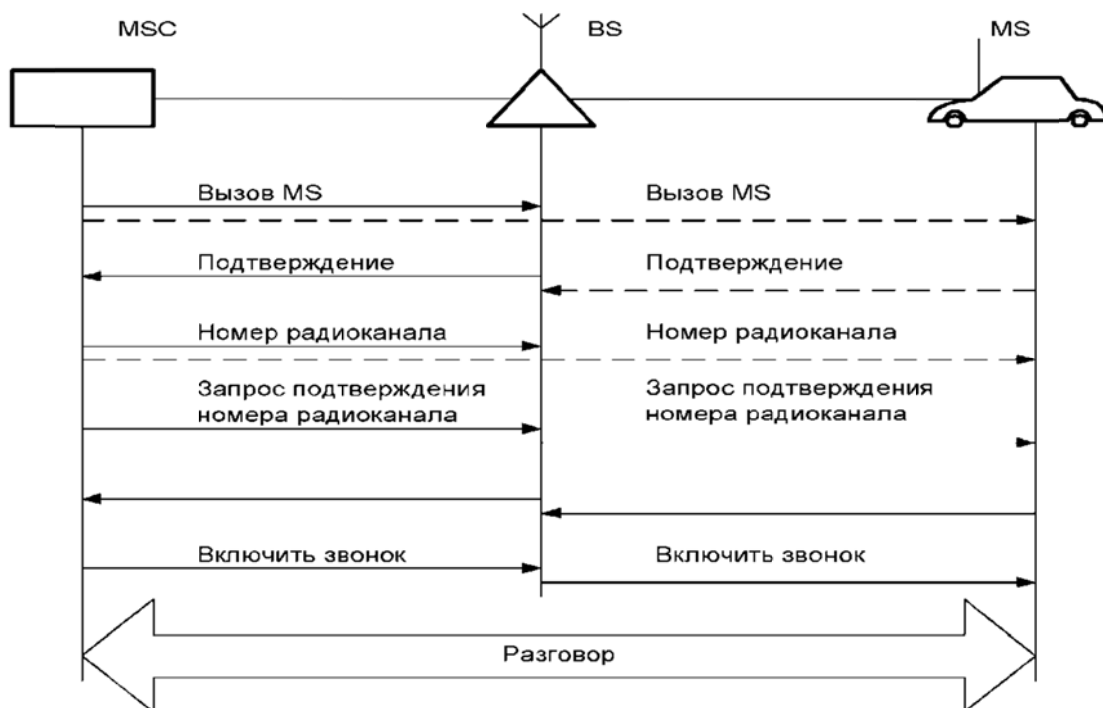 MSC BS MS
Вызов MS Вызов MS
Подтверждение Подтверждение
Номер радиоканала Номер радиоканала
Запрос подтверждения Запрос подтверждения
номера радиоканала номера радиоканала
Включить звонок Включить звонок
Разговор